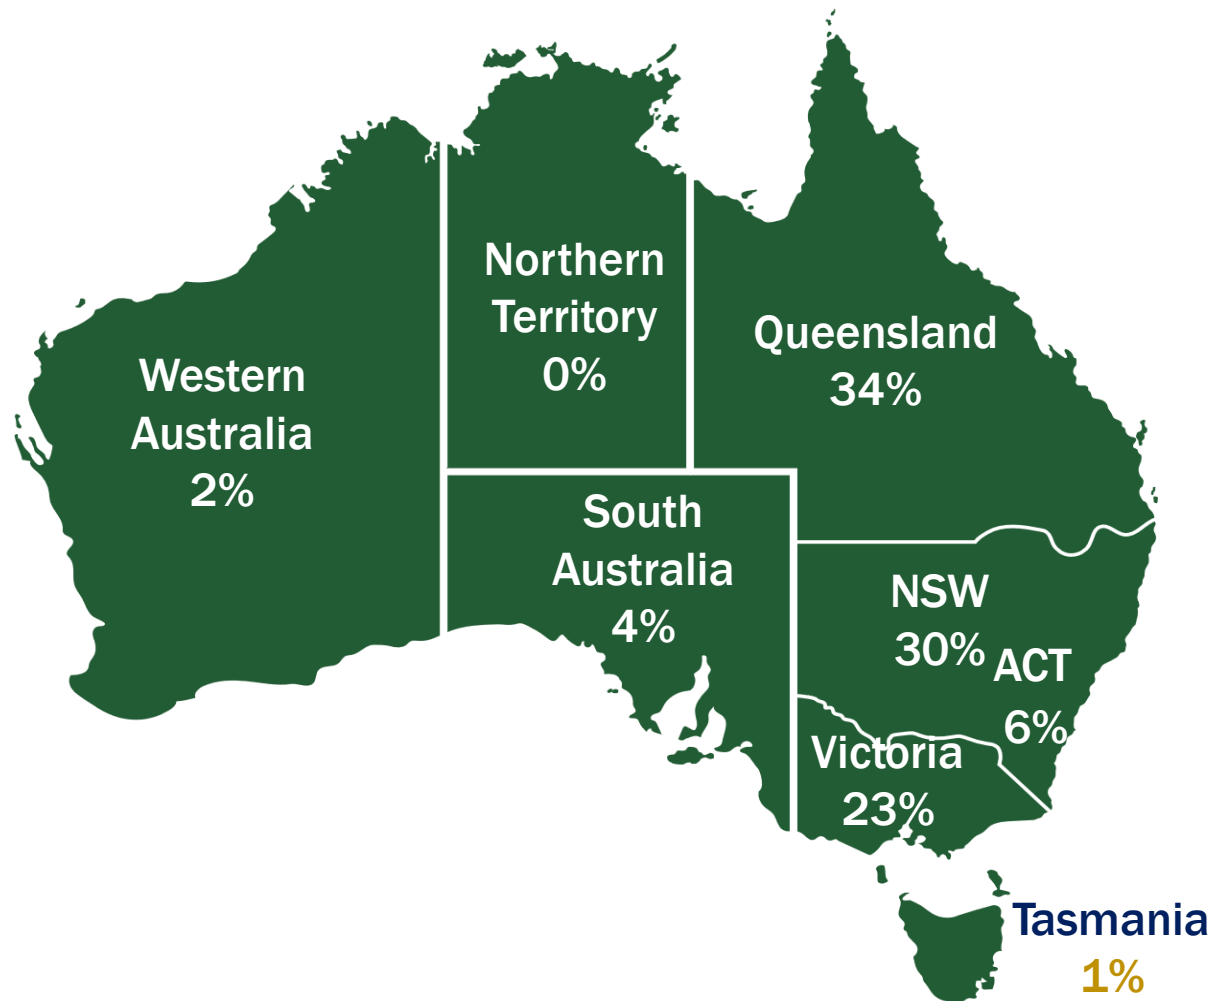 Northern
Territory
0%
Queensland
34%
Western
Australia
2%
South
Australia
4%
NSW
30%
ACT
6%
Victoria
23%
Tasmania
1%